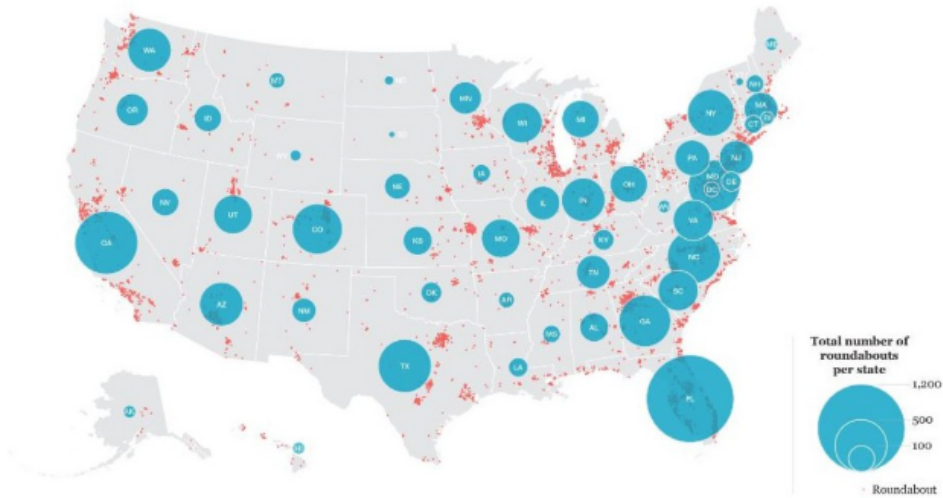 WA
MT
ME
OR
ID
MN
WI
MI
NY
NH
MA
CT
RI
PA
NJ
MD
DE
DC
NV
UT
CO
NE
IA
IL
IN
OH
WV
VA
CA
KS
MO
KY
NC
TN
SC
AZ
NM
OK
AR
TX
LA
MS
AL
GA
FL
AK
HI
Total number of
roundabouts
per state
1,200
500
100
Roundabout